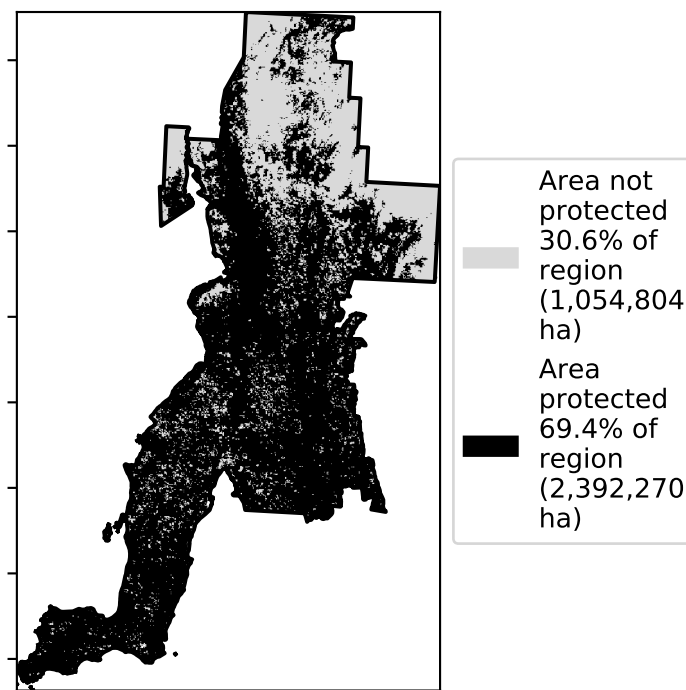 Area not
protected
30.6% of
region
(1,054,804
ha)
Area
protected
69.4% of
region
(2,392,270
ha)